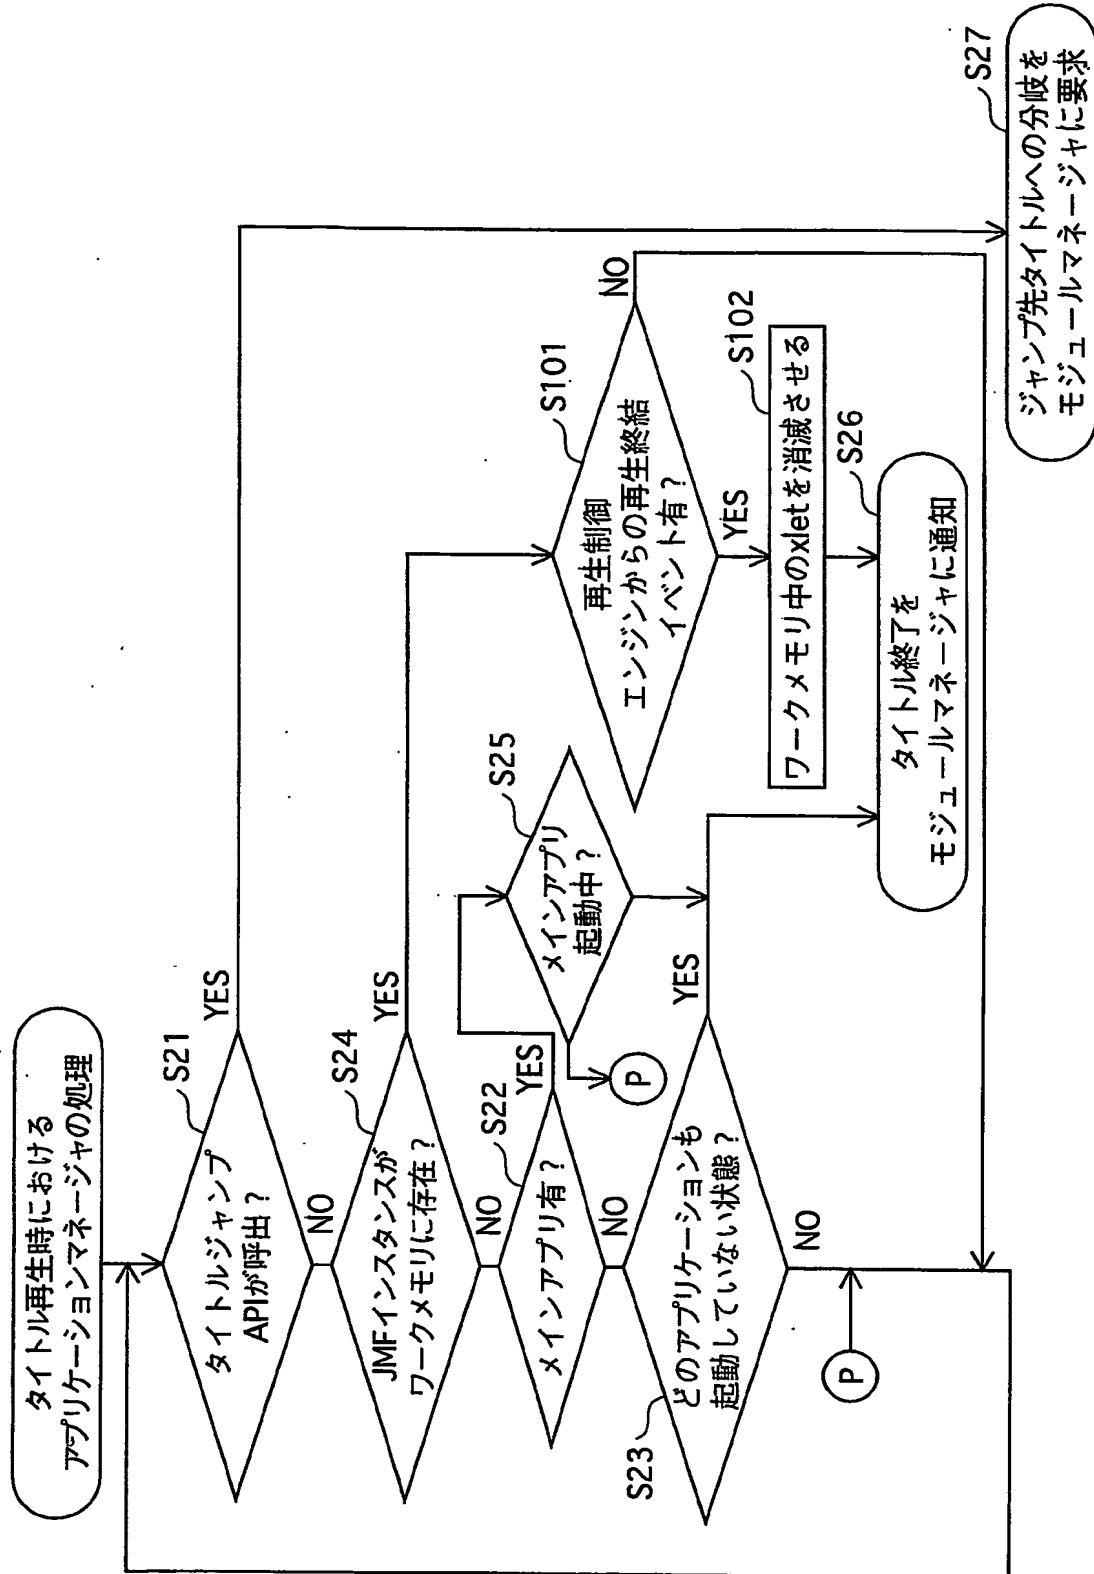 タイトル再生時における
アプリケーションマネージャの処理
S21
タイトルジャンプ
APIが呼出？
YES
NO
S24
JMFインスタンスが
ワークメモリに存在？
YES
NO
S22
メインアプリ有？
YES
NO
S25
メインアプリ
起動中？
P
S23
どのアプリケーションも
起動していない状態？
YES
NO
P
S101
再生制御
エンジンからの再生終結
イベント有？
NO
YES
S102
ワークメモリ中のxletを消滅させる
S26
タイトル終了を
モジュールマネージャに通知
S27
ジャンプ先タイトルへの分岐を
モジュールマネージャに要求